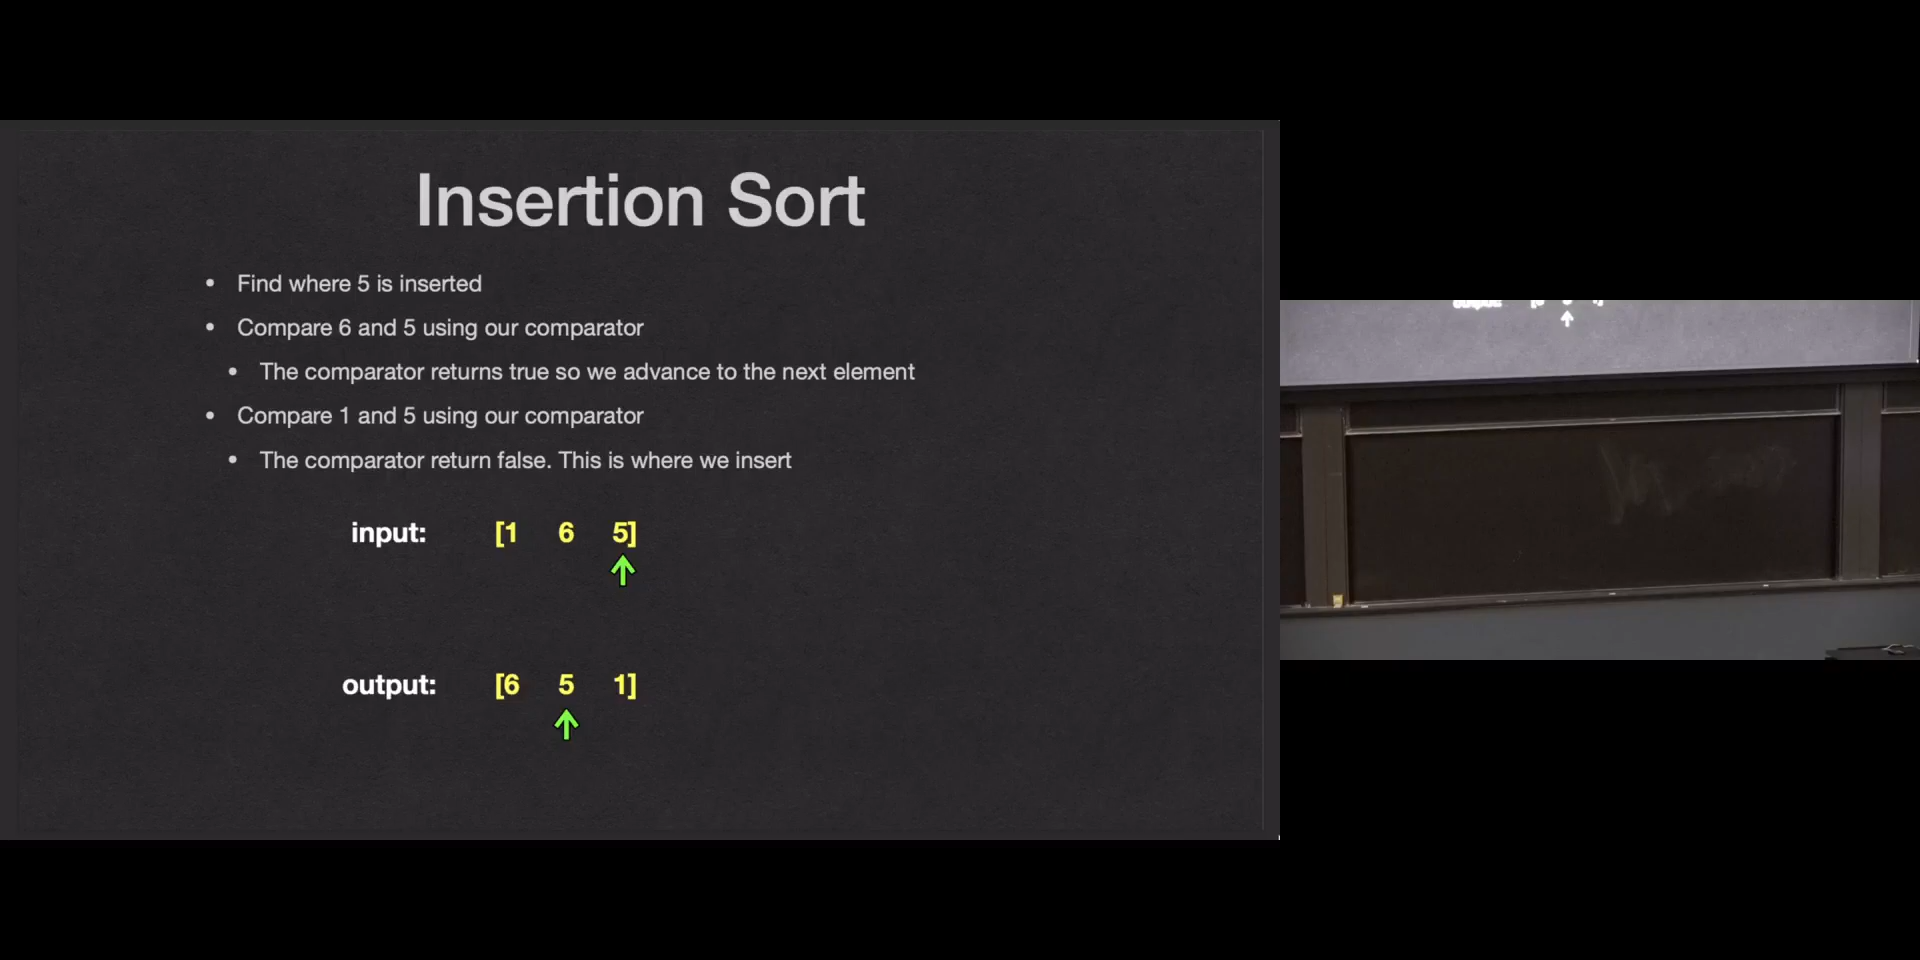 Insertion Sort
• Find where 5 is inserted
• Compare 6 and 5 using our comparator
• The comparator returns true so we advance to the next element
• Compare 1 and 5 using our comparator
• The comparator return false. This is where we insert
input: [1 6 5]
output: [6 5 1]